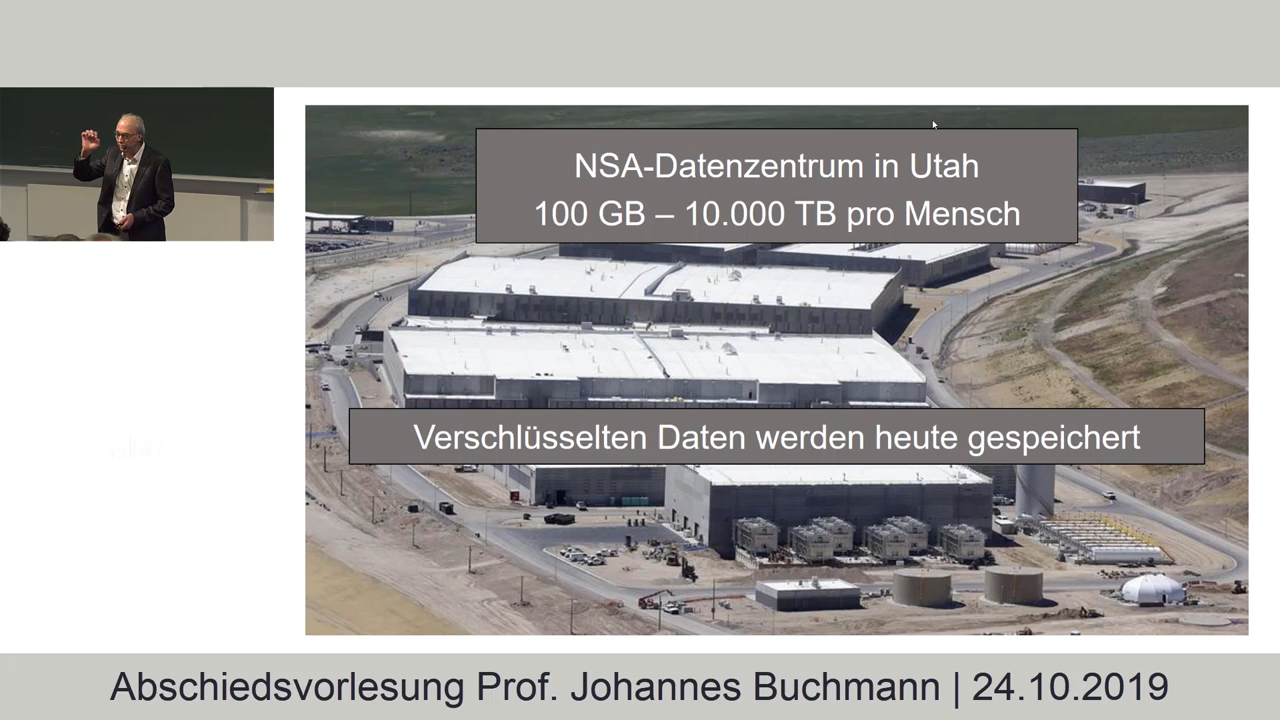 NSA-Datenzentrum in Utah
100 GB – 10.000 TB pro Mensch
Verschlüsselten Daten werden heute gespeichert
Abschiedsvorlesung Prof. Johannes Buchmann | 24.10.2019